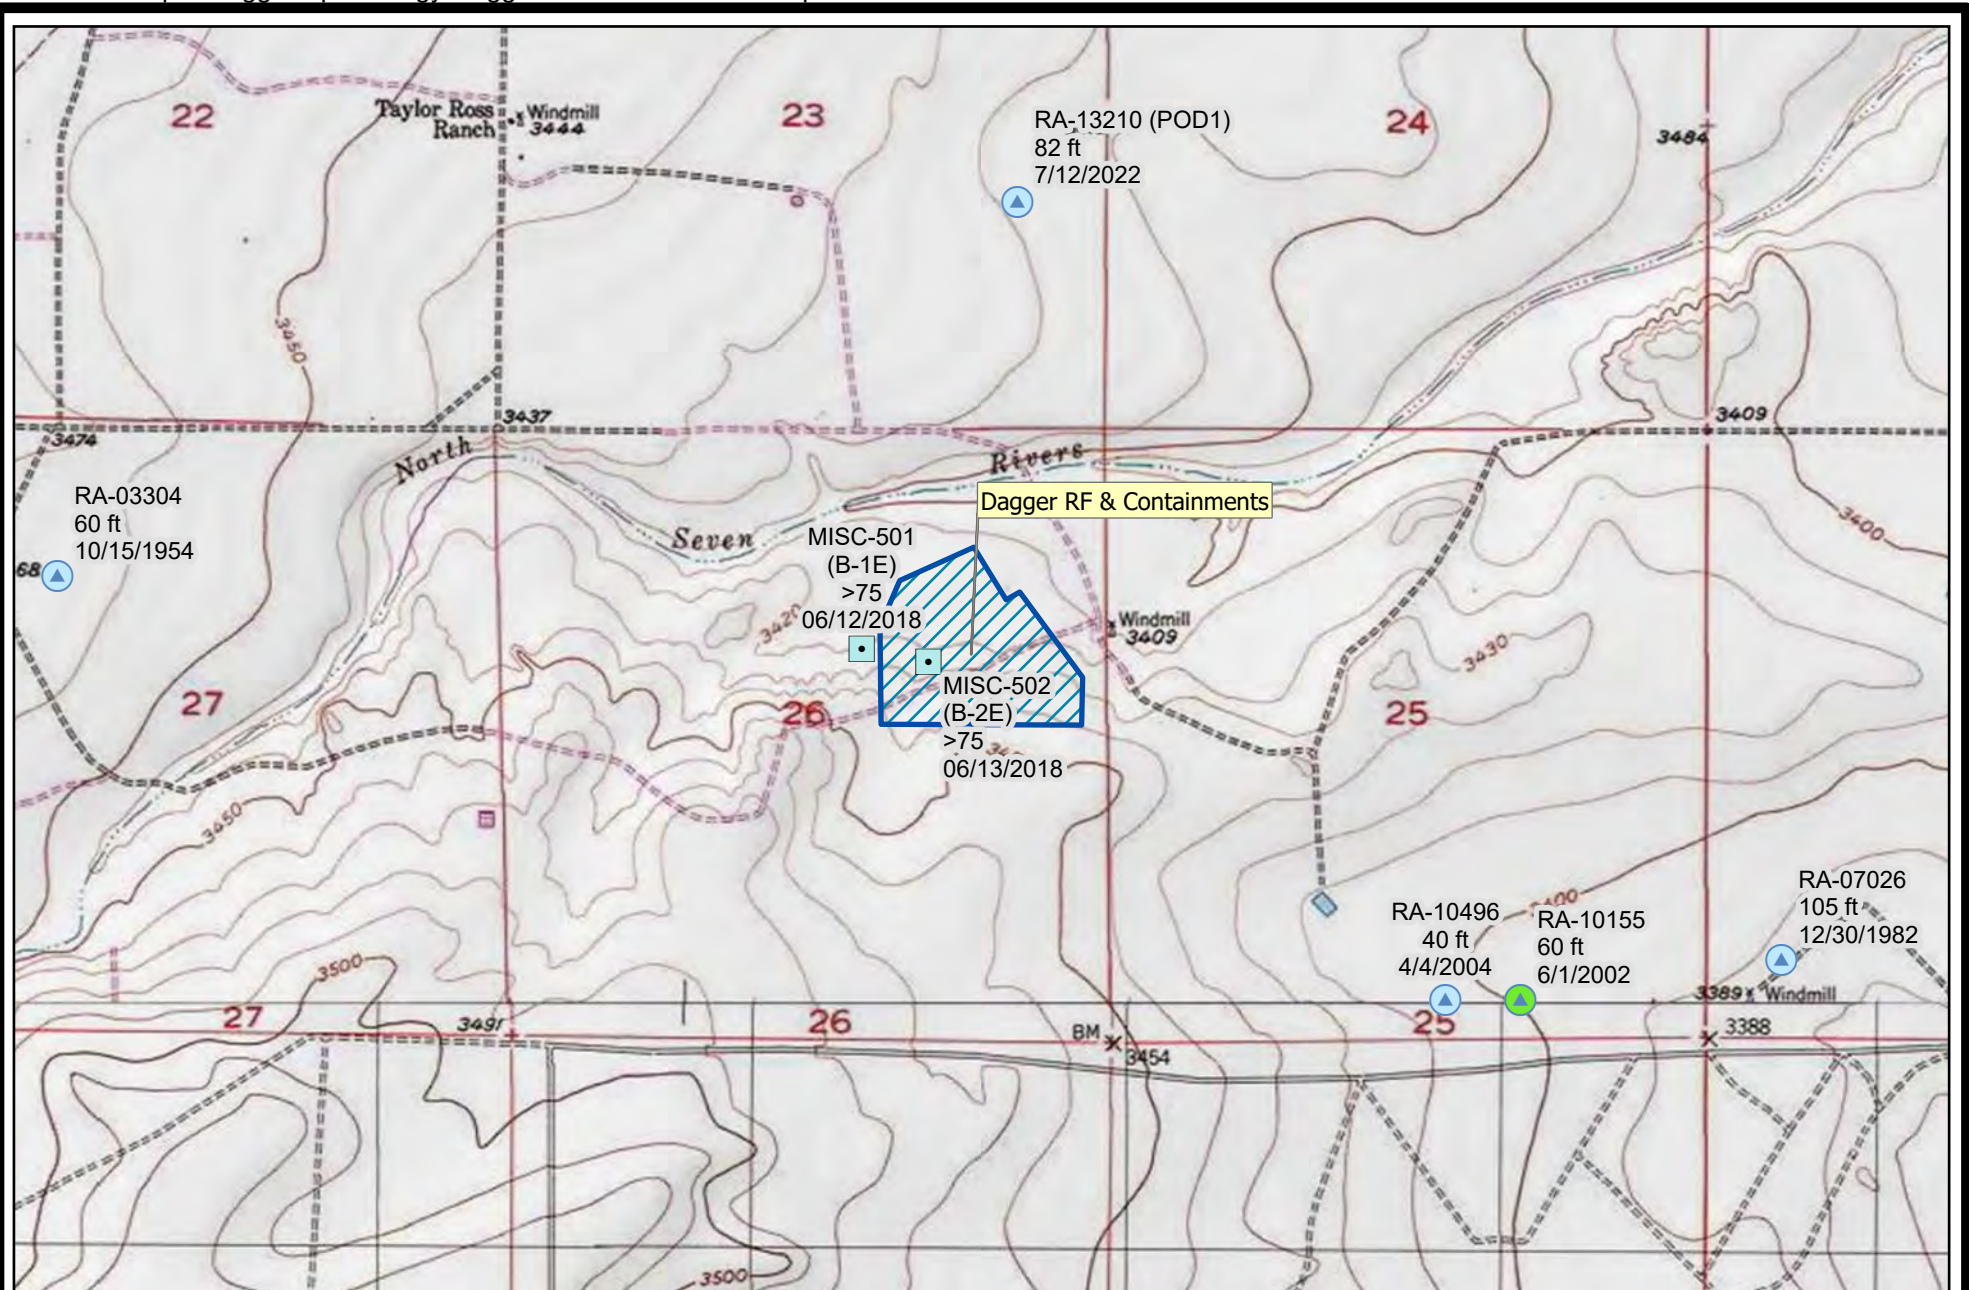 22
Taylor Ross
Ranch
Windmill
3444
23
RA-13210 (POD1)
82 ft
7/12/2022
24
3484
3450
3474
3437
North
Rivers
3409
RA-03304
60 ft
10/15/1954
68
Seven
Dagger RF & Containments
MISC-501
(B-1E)
>75
06/12/2018
3420
Windmill
3409
3400
3430
27
26
MISC-502
(B-2E)
>75
06/13/2018
25
3450
3500
RA-10496
40 ft
4/4/2004
RA-10155
60 ft
6/1/2002
RA-07026
105 ft
12/30/1982
3389
Windmill
27
3491
26
BM
3454
25
3388
3500